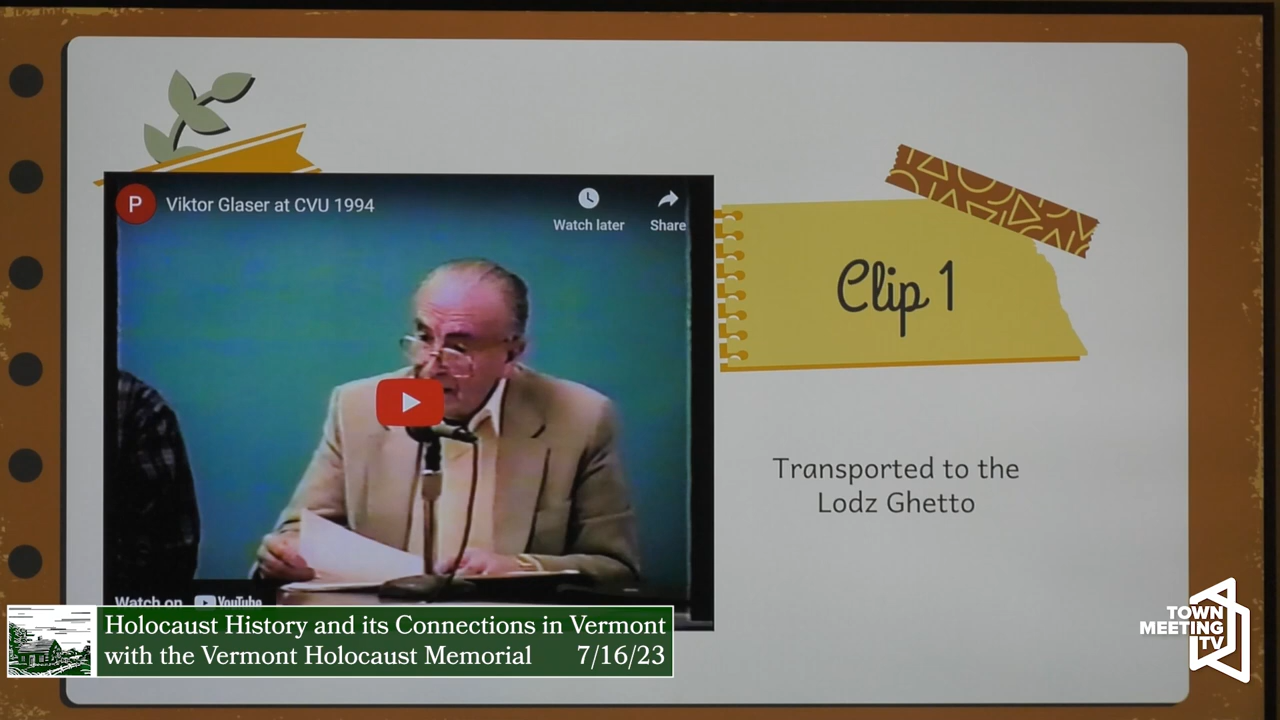 P
Viktor Glaser at CVU 1994
Watch later
Share
Clip 1
Transported to the
Lodz Ghetto
Watch on YouTube
Holocaust History and its Connections in Vermont
with the Vermont Holocaust Memorial 7/16/23
TOWN
MEETING
TV